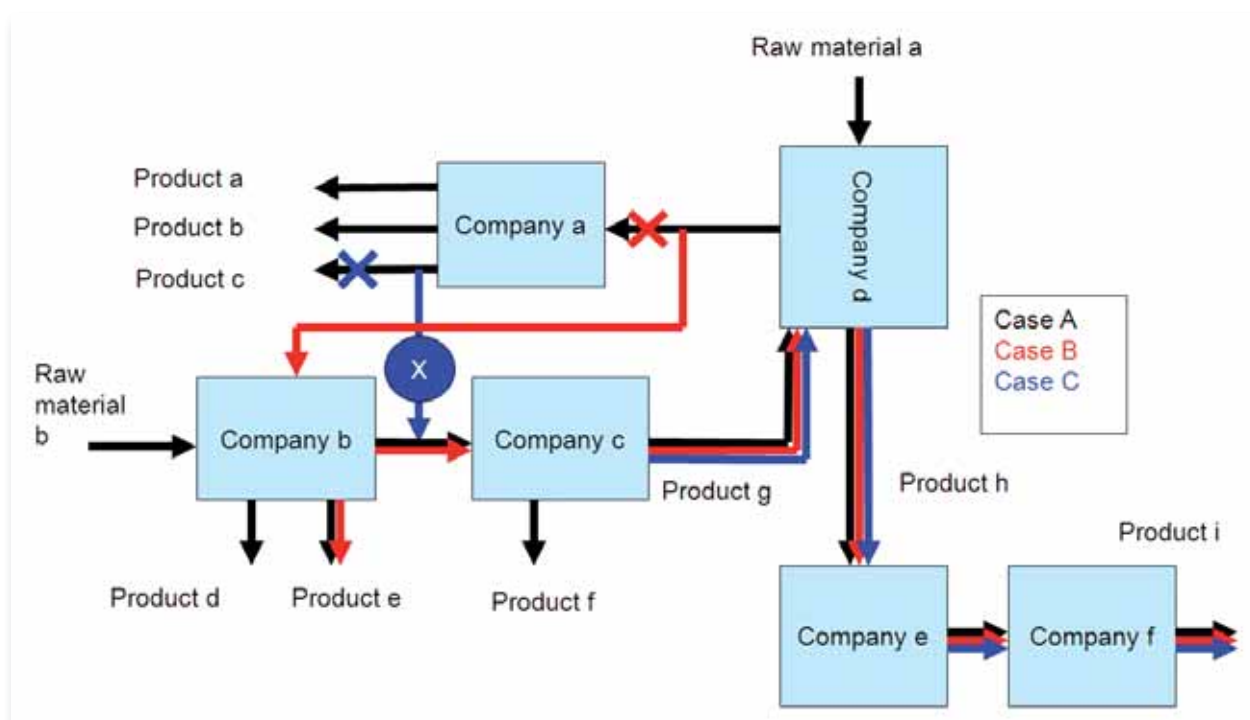 Raw material a
Product a
Product b
Product c
Company a
Company d
Case A
Case B
Case C
X
Raw
material
b
Company b
Company c
Product g
Product h
Product d
Product e
Product f
Product i
Company e
Company f